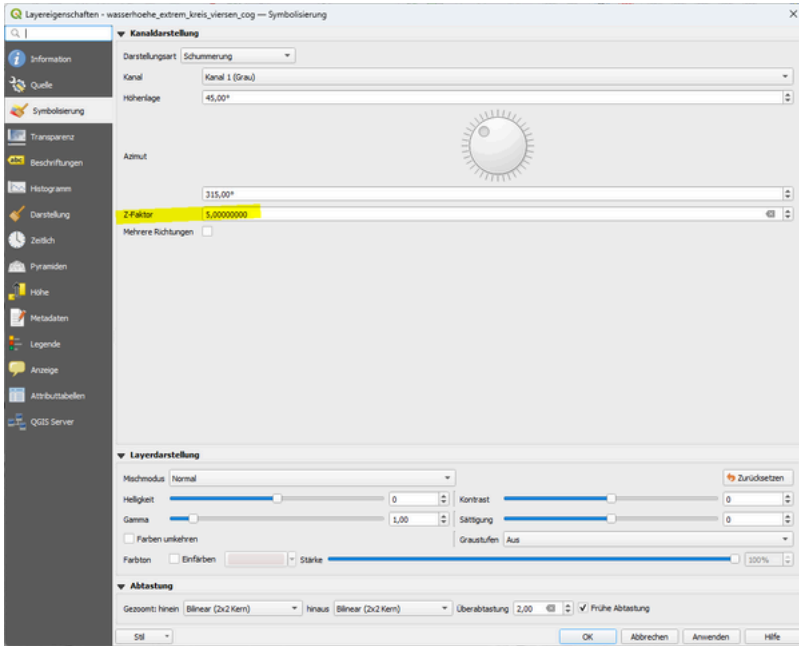 Layereigenschaften - wasserhoehe_extrem_kreis_viersen_cog — Symbolisierung
Information
Quelle
Symbolisierung
Transparenz
abc Beschriftungen
Histogramm
Darstellung
Zeitlich
Pyramiden
Höhe
Metadaten
Legende
Anzeige
Attributtabellen
QGIS Server
Kanaldarstellung
Darstellungsart Schummerung
Kanal Kanal 1 (Grau)
Höhenlage 45,00°
Azimut
315,00°
Z-Faktor 5,00000000
Mehrere Richtungen
Layerdarstellung
Mischmodus Normal Zurücksetzen
Helligkeit 0 Kontrast 0
Gamma 1,00 Sättigung 0
Farben umkehren Graustufen Aus
Farbton Einfärben Stärke 100%
Abtastung
Gezoomt: hinein Bilinear (2x2 Kern) hinaus Bilinear (2x2 Kern) Überabtastung 2,00 Frühe Abtastung
Stil OK Abbrechen Anwenden Hilfe